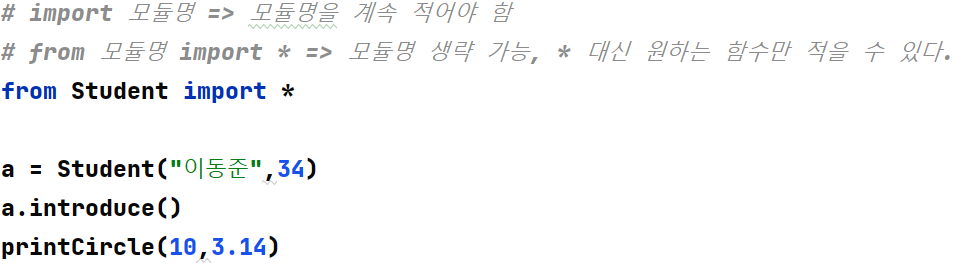 # import 모듈명 => 모듈명을 계속 적어야 함
# from 모듈명 import * => 모듈명 생략 가능, * 대신 원하는 함수만 적을 수 있다.
from Student import *
a = Student("이동준",34)
a.introduce()
printCircle(10,3.14)